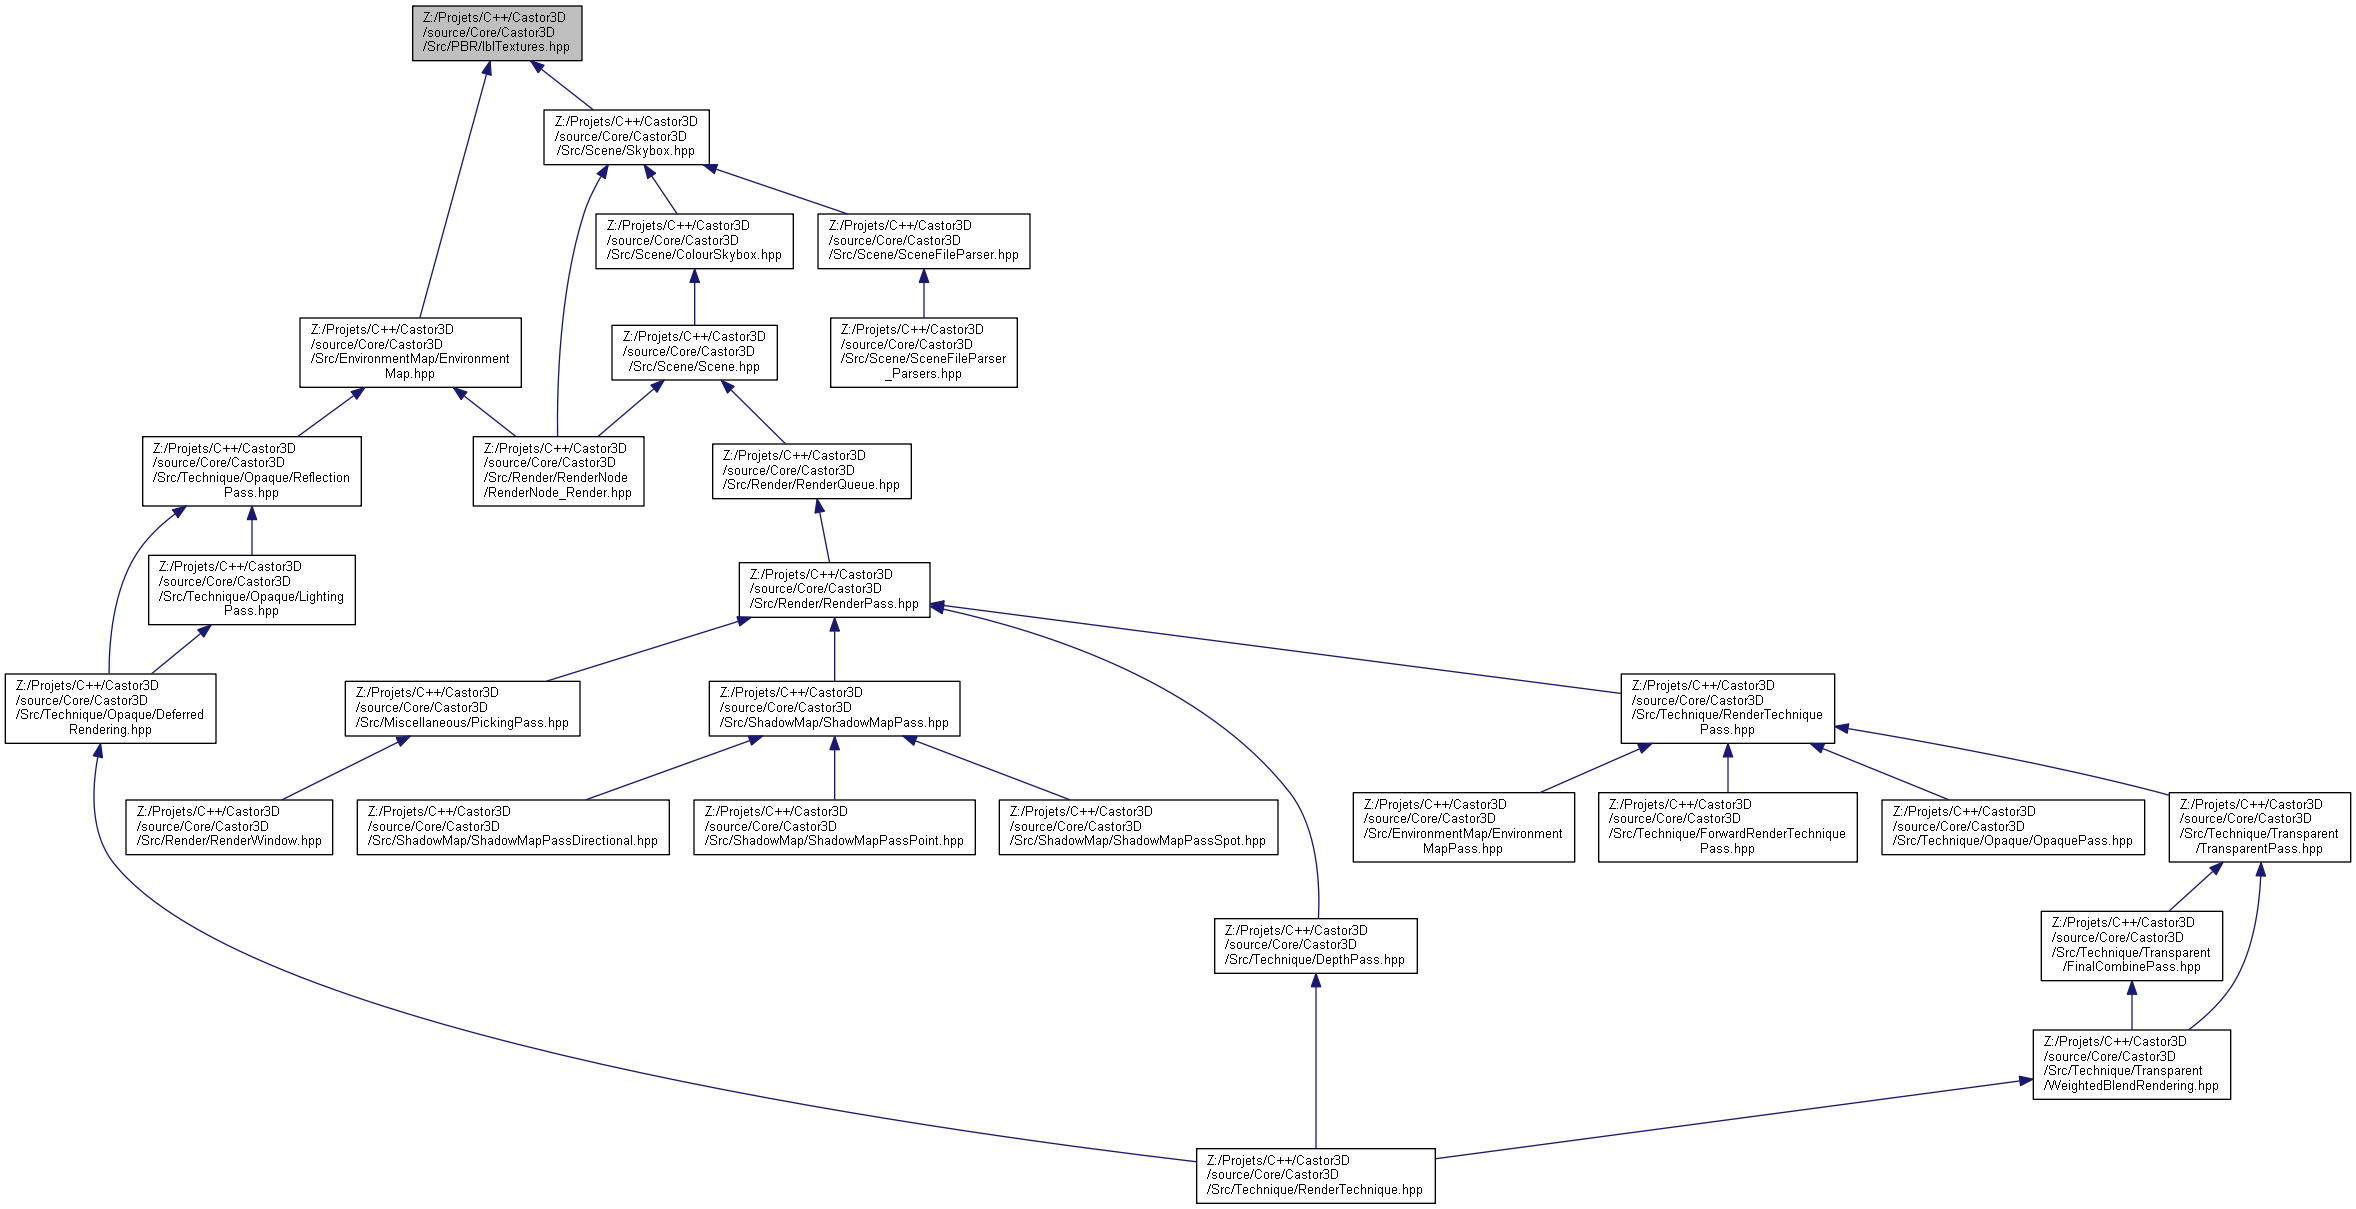 Z:/Projets/C++/Castor3D
/source/Core/Castor3D
/Src/PBR/IblTextures.hpp
Z:/Projets/C++/Castor3D
/source/Core/Castor3D
/Src/Scene/Skybox.hpp
Z:/Projets/C++/Castor3D
/source/Core/Castor3D
/Src/Scene/ColourSkybox.hpp
Z:/Projets/C++/Castor3D
/source/Core/Castor3D
/Src/Scene/SceneFileParser.hpp
Z:/Projets/C++/Castor3D
/source/Core/Castor3D
/Src/EnvironmentMap/Environment
Map.hpp
Z:/Projets/C++/Castor3D
/source/Core/Castor3D
/Src/Scene/Scene.hpp
Z:/Projets/C++/Castor3D
/source/Core/Castor3D
/Src/Scene/SceneFileParser
_Parsers.hpp
Z:/Projets/C++/Castor3D
/source/Core/Castor3D
/Src/Technique/Opaque/Reflection
Pass.hpp
Z:/Projets/C++/Castor3D
/source/Core/Castor3D
/Src/Render/RenderNode
/RenderNode_Render.hpp
Z:/Projets/C++/Castor3D
/source/Core/Castor3D
/Src/Render/RenderQueue.hpp
Z:/Projets/C++/Castor3D
/source/Core/Castor3D
/Src/Technique/Opaque/Lighting
Pass.hpp
Z:/Projets/C++/Castor3D
/source/Core/Castor3D
/Src/Render/RenderPass.hpp
Z:/Projets/C++/Castor3D
/source/Core/Castor3D
/Src/Technique/Opaque/Deferred
Rendering.hpp
Z:/Projets/C++/Castor3D
/source/Core/Castor3D
/Src/Miscellaneous/PickingPass.hpp
Z:/Projets/C++/Castor3D
/source/Core/Castor3D
/Src/ShadowMap/ShadowMapPass.hpp
Z:/Projets/C++/Castor3D
/source/Core/Castor3D
/Src/Technique/RenderTechnique
Pass.hpp
Z:/Projets/C++/Castor3D
/source/Core/Castor3D
/Src/Render/RenderWindow.hpp
Z:/Projets/C++/Castor3D
/source/Core/Castor3D
/Src/ShadowMap/ShadowMapPassDirectional.hpp
Z:/Projets/C++/Castor3D
/source/Core/Castor3D
/Src/ShadowMap/ShadowMapPassPoint.hpp
Z:/Projets/C++/Castor3D
/source/Core/Castor3D
/Src/ShadowMap/ShadowMapPassSpot.hpp
Z:/Projets/C++/Castor3D
/source/Core/Castor3D
/Src/EnvironmentMap/Environment
MapPass.hpp
Z:/Projets/C++/Castor3D
/source/Core/Castor3D
/Src/Technique/ForwardRenderTechnique
Pass.hpp
Z:/Projets/C++/Castor3D
/source/Core/Castor3D
/Src/Technique/Opaque/OpaquePass.hpp
Z:/Projets/C++/Castor3D
/source/Core/Castor3D
/Src/Technique/Transparent
/TransparentPass.hpp
Z:/Projets/C++/Castor3D
/source/Core/Castor3D
/Src/Technique/DepthPass.hpp
Z:/Projets/C++/Castor3D
/source/Core/Castor3D
/Src/Technique/Transparent
/FinalCombinePass.hpp
Z:/Projets/C++/Castor3D
/source/Core/Castor3D
/Src/Technique/Transparent
/WeightedBlendRendering.hpp
Z:/Projets/C++/Castor3D
/source/Core/Castor3D
/Src/Technique/RenderTechnique.hpp